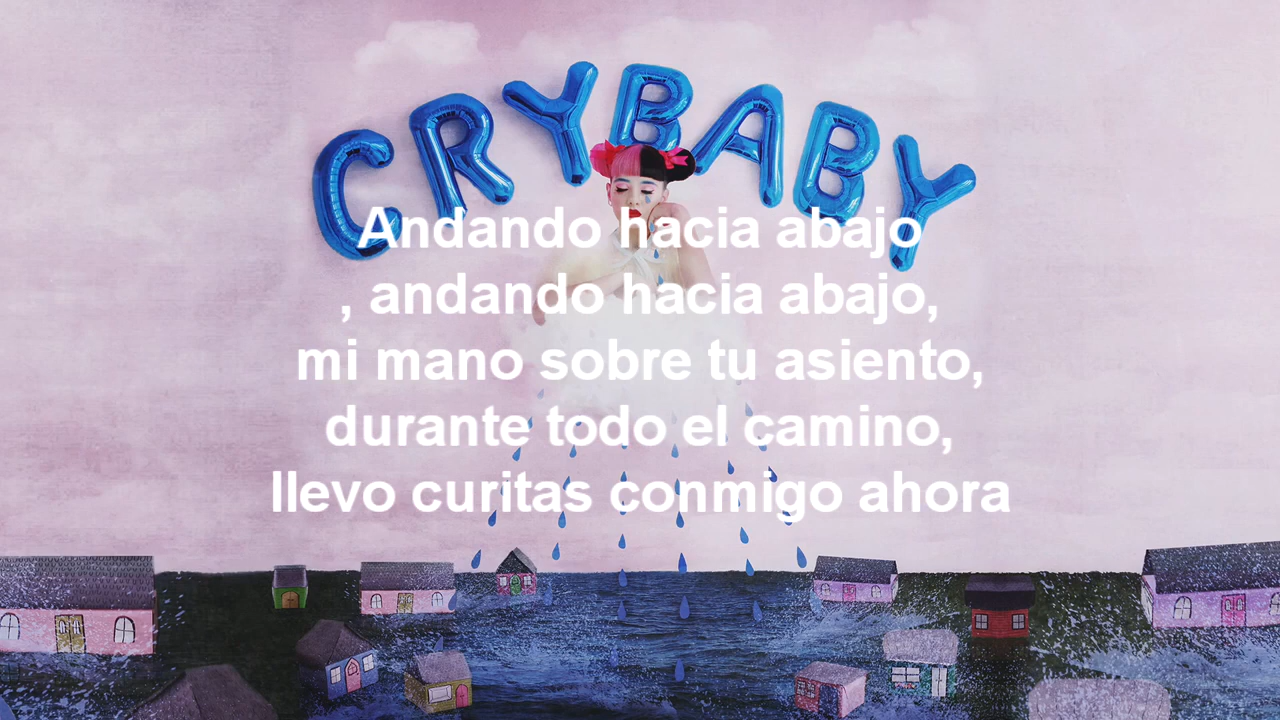 CRYBABY
Andando hacia abajo
, andando hacia abajo,
mi mano sobre tu asiento,
durante todo el camino,
llevo curitas conmigo ahora